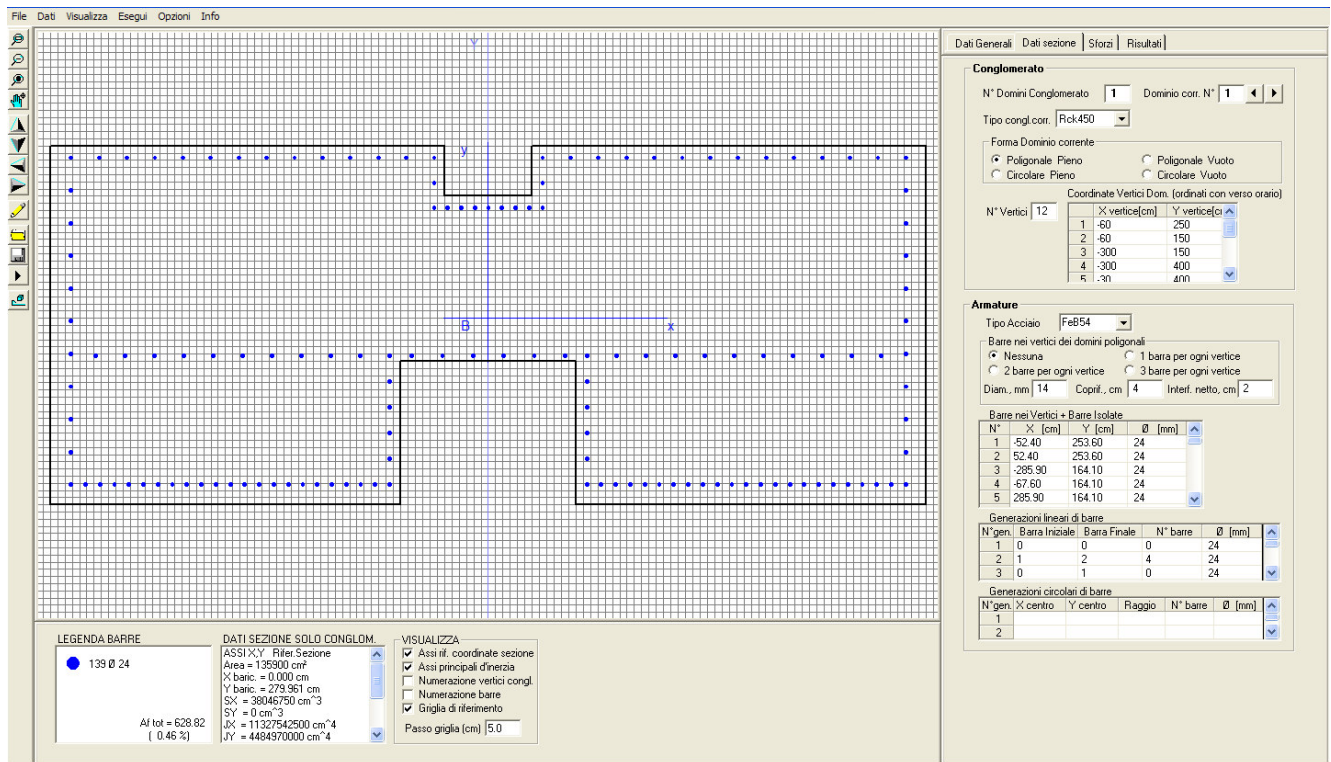 File Dati Visualizza Esegui Opzioni Info
y
B x
LEGENDA BARRE
139 Ø 24
Af tot = 628.82
( 0.46 %)
DATI SEZIONE SOLO CONGLOM.
ASSI X,Y Rifer.Sezione
Area = 135900 cm²
X baric. = 0.000 cm
Y baric. = 279.961 cm
SX = 38046750 cm^3
SY = 0 cm^3
JX = 11327542500 cm^4
JY = 4484970000 cm^4
VISUALIZZA
Assi rif. coordinate sezione
Assi principali d'inerzia
Numerazione vertici congl.
Numerazione barre
Griglia di riferimento
Passo griglia (cm) 5.0
Dati Generali Dati sezione Sforzi Risultati
Conglomerato
N° Domini Conglomerato 1 Dominio corr. N° 1
Tipo congl.corr. Rck450
Forma Dominio corrente
Poligonale Pieno Poligonale Vuoto
Circolare Pieno Circolare Vuoto
Coordinate Vertici Dom. (ordinati con verso orario)
N° Vertici 12
X vertice[cm] Y vertice[c
1 -60 250
2 -60 150
3 -300 150
4 -300 400
5 -30 400
Armature
Tipo Acciaio FeB54
Barre nei vertici dei domini poligonali
Nessuna 1 barra per ogni vertice
2 barre per ogni vertice 3 barre per ogni vertice
Diam., mm 14 Coprif., cm 4 Interf. netto, cm 2
Barre nei Vertici + Barre Isolate
N° X [cm] Y [cm] Ø [mm]
1 -52.40 253.60 24
2 52.40 253.60 24
3 -285.90 164.10 24
4 -67.60 164.10 24
5 285.90 164.10 24
Generazioni lineari di barre
N°gen. Barra Iniziale Barra Finale N° barre Ø [mm]
1 0 0 0 24
2 1 2 4 24
3 0 1 0 24
Generazioni circolari di barre
N°gen. X centro Y centro Raggio N° barre Ø [mm]
1
2